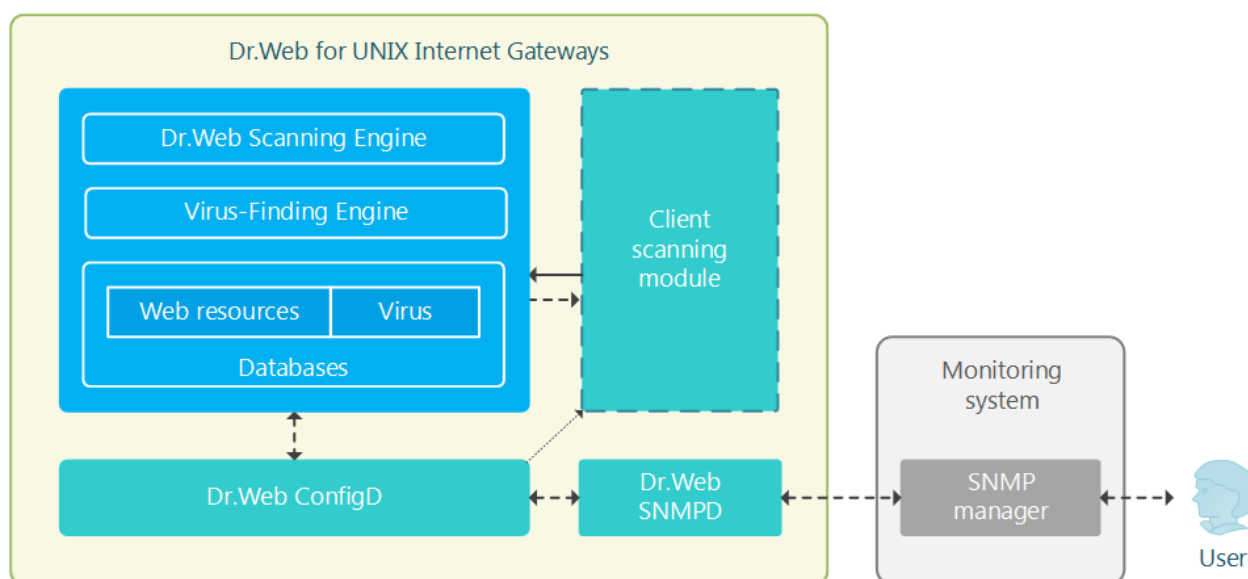 Dr.Web for UNIX Internet Gateways
Dr.Web Scanning Engine
Virus-Finding Engine
Web resources
Virus
Databases
Client
scanning
module
Dr.Web ConfigD
Dr.Web
SNMPD
Monitoring
system
SNMP
manager
User